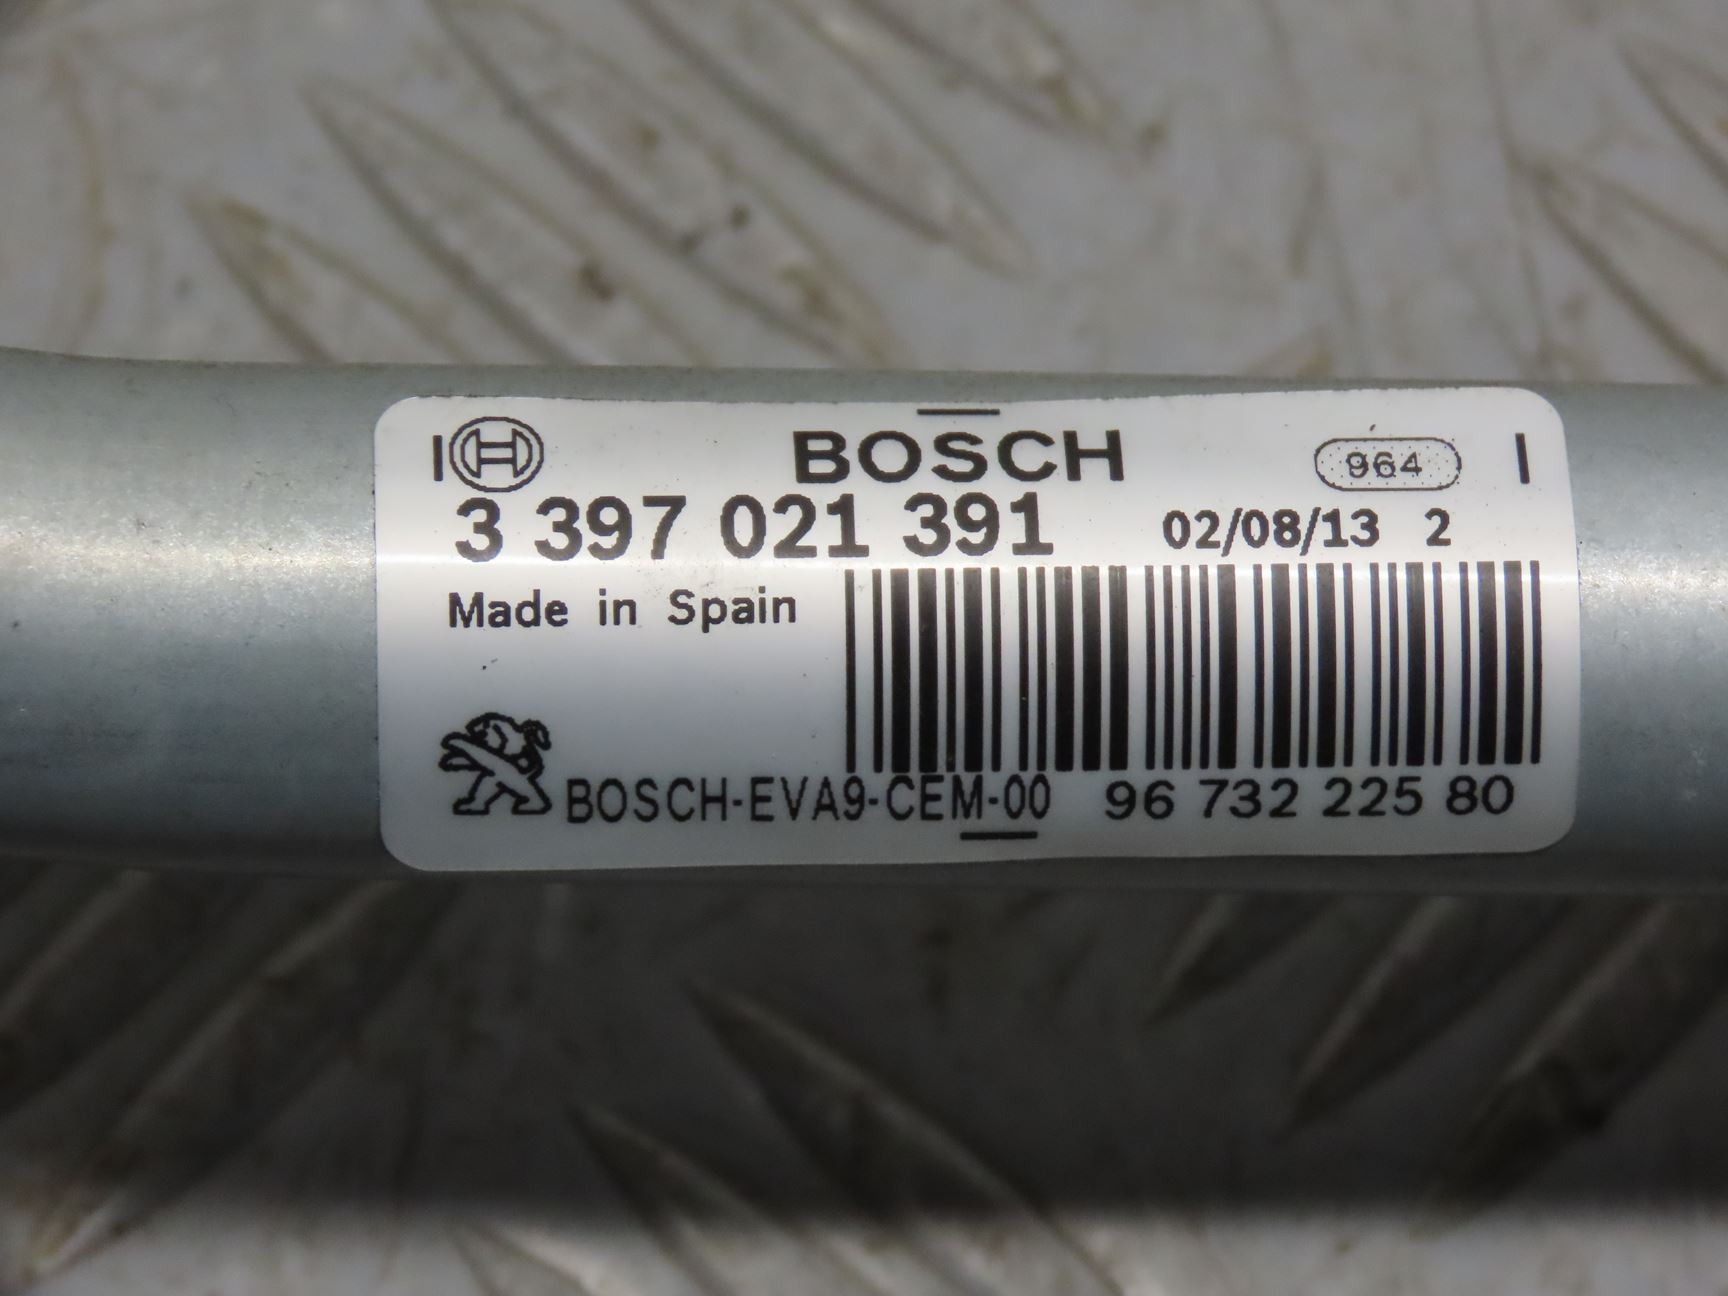 BOSCH 964
3 397 021 391 02/08/13 2
Made in Spain
BOSCH-EVA9-CEM-00 96 732 225 80